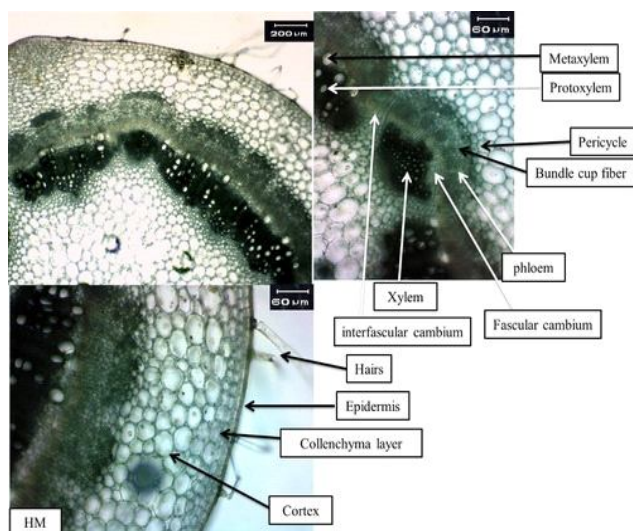 200 µm
60 µm
Metaxylem
Protoxylem
Pericycle
Bundle cup fiber
phloem
Xylem
interfascular cambium
Fascular cambium
60 µm
Hairs
Epidermis
Collenchyma layer
Cortex
HM